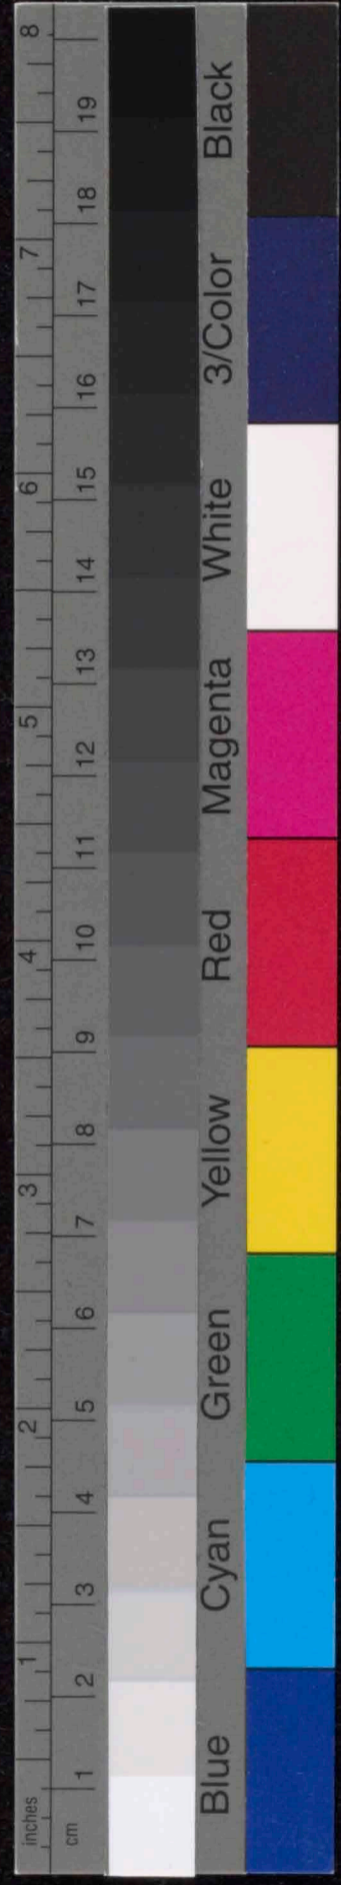 inches 1 2 3 4 5 6 7 8
cm 1 2 3 4 5 6 7 8 9 10 11 12 13 14 15 16 17 18 19
Blue Cyan Green Yellow Red Magenta White 3/Color Black